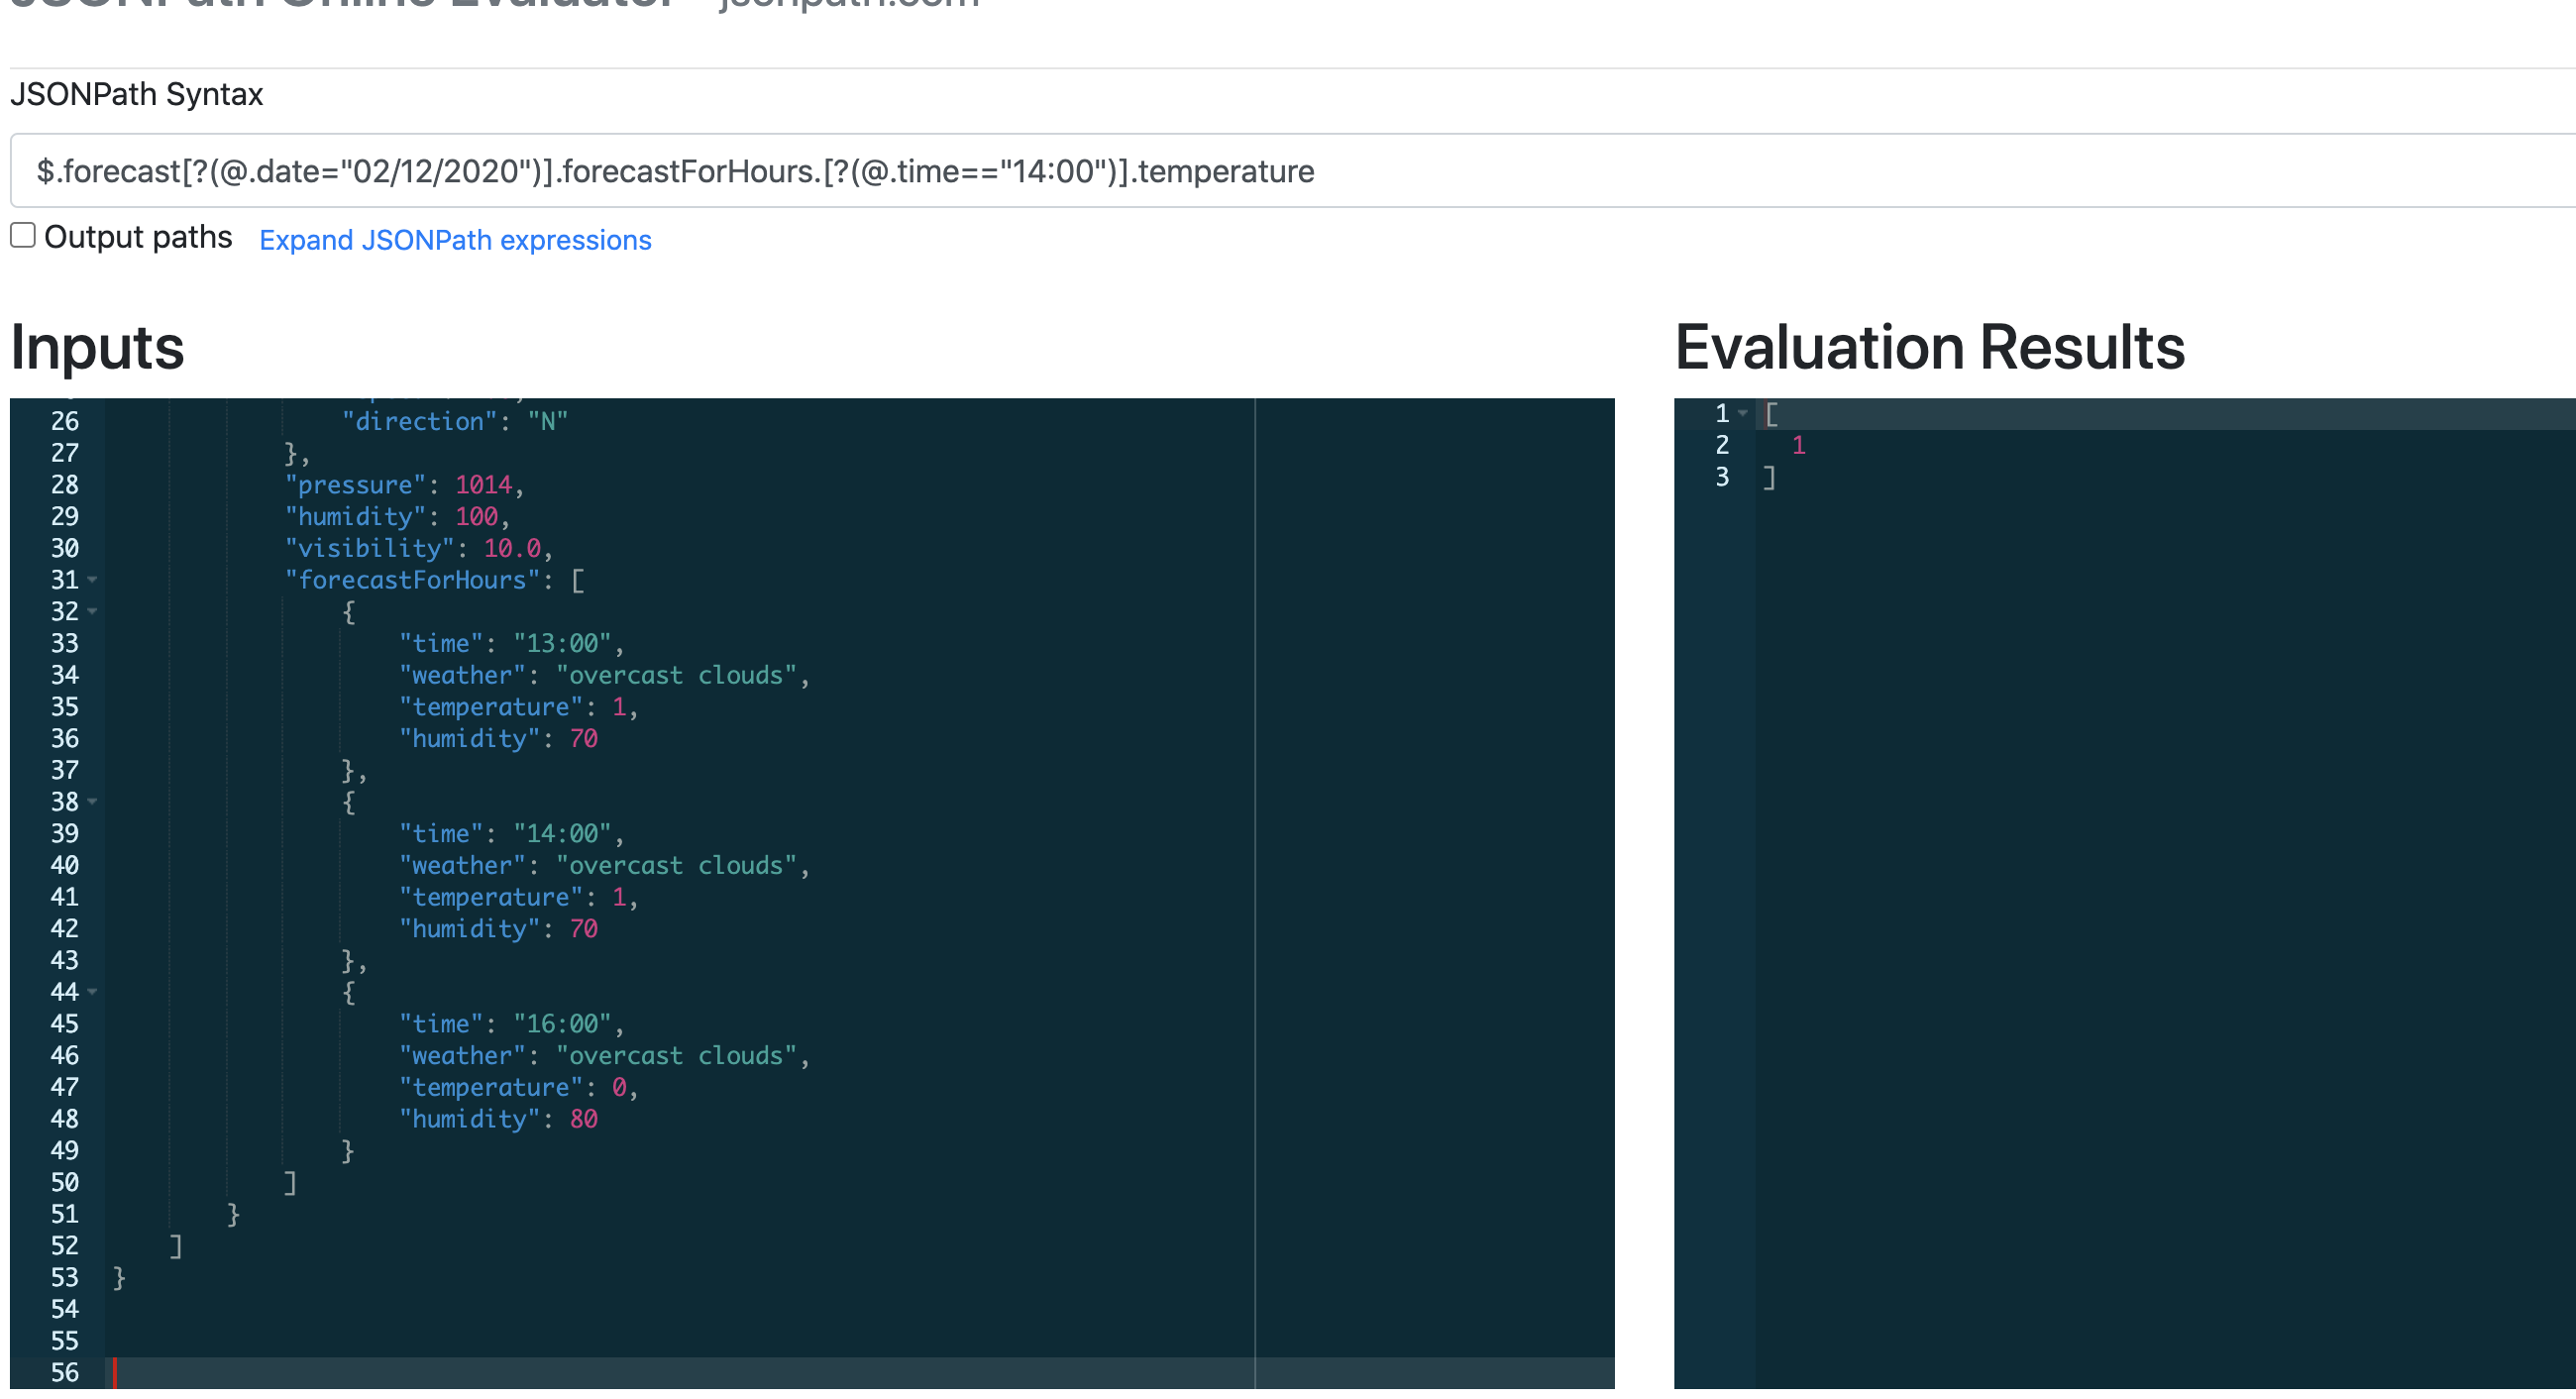 JSONPath Online Evaluator - jsonpath.com
JSONPath Syntax
$.forecast[?(@.date="02/12/2020")].forecastForHours.[?(@.time=="14:00")].temperature
Output paths Expand JSONPath expressions
Inputs
Evaluation Results
26 "direction": "N"
27 },
28 "pressure": 1014,
29 "humidity": 100,
30 "visibility": 10.0,
31 "forecastForHours": [
32 {
33 "time": "13:00",
34 "weather": "overcast clouds",
35 "temperature": 1,
36 "humidity": 70
37 },
38 {
39 "time": "14:00",
40 "weather": "overcast clouds",
41 "temperature": 1,
42 "humidity": 70
43 },
44 {
45 "time": "16:00",
46 "weather": "overcast clouds",
47 "temperature": 0,
48 "humidity": 80
49 }
50 ]
51 }
52 ]
53 }
54
55
56
1 [
2 1
3 ]